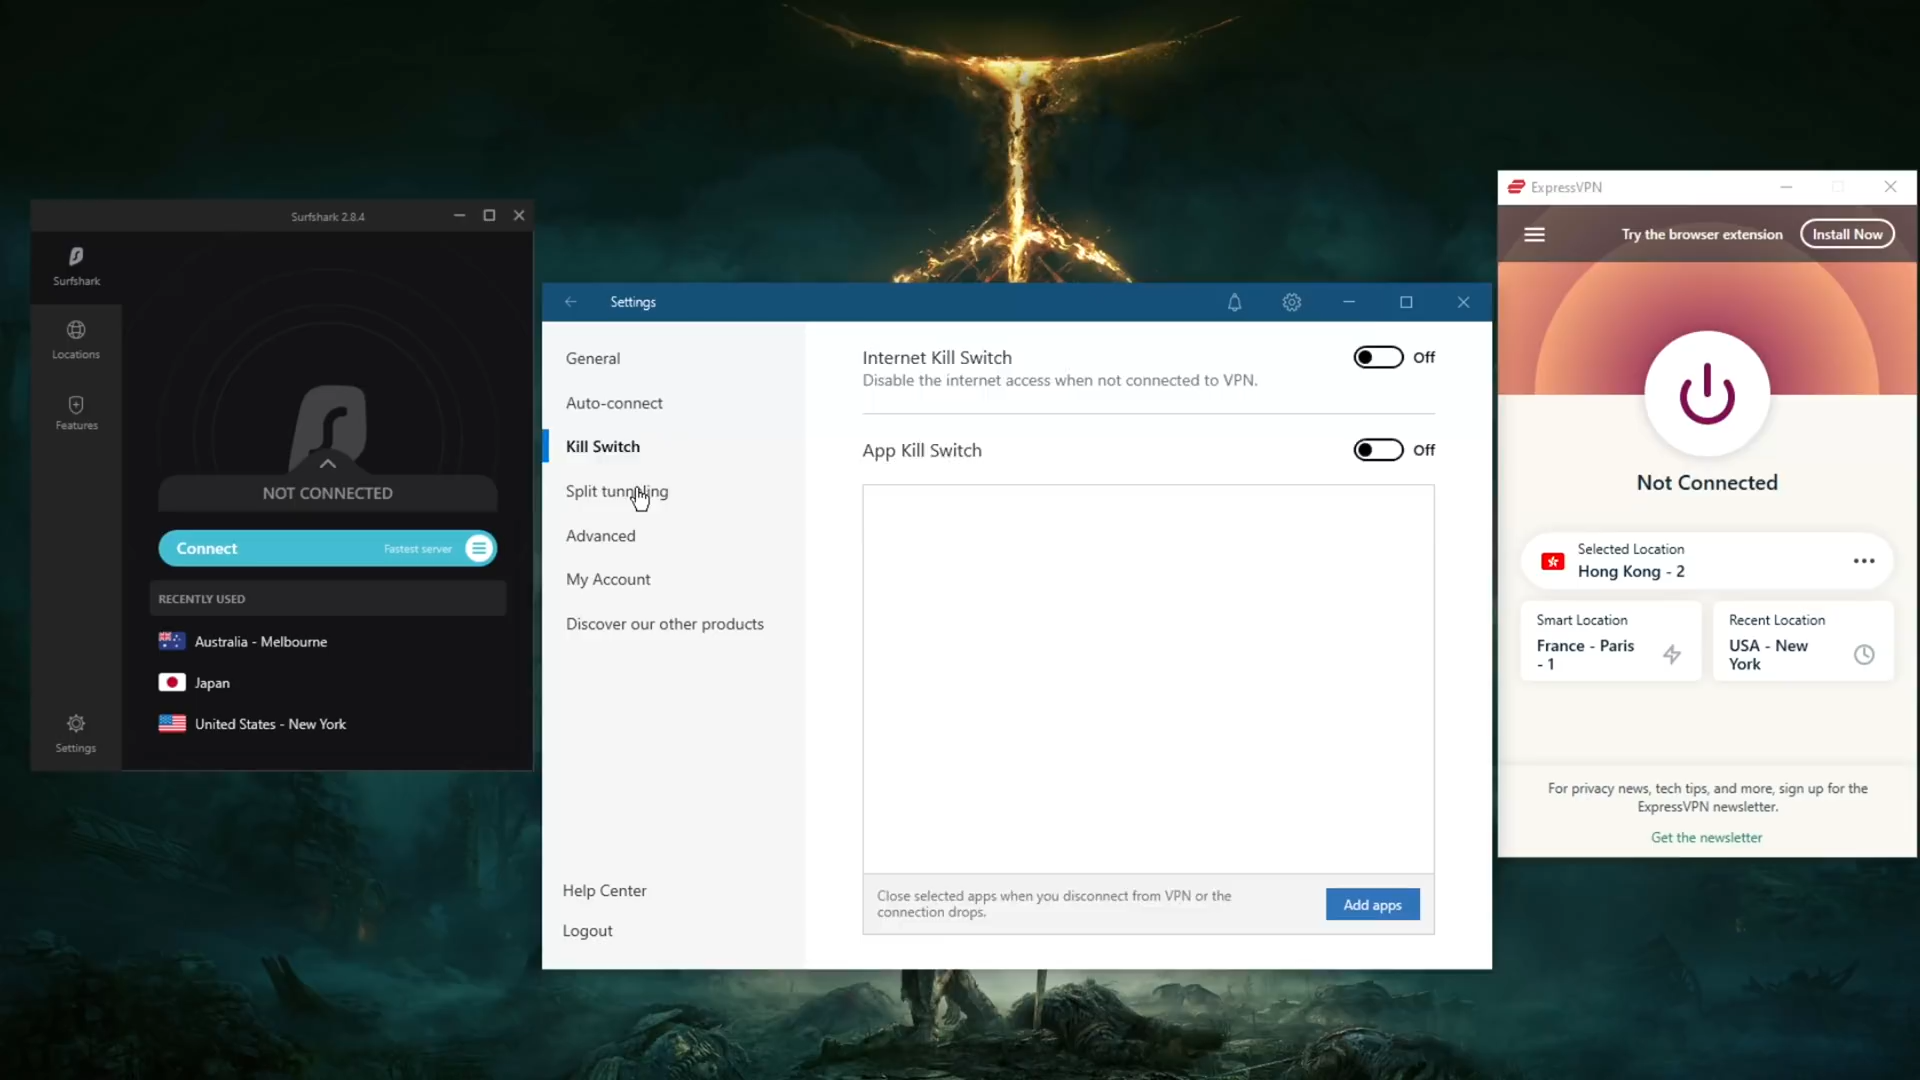 Surfshark 2.8.4
Surfshark
Locations
Features
Settings
NOT CONNECTED
Connect
Fastest server
RECENTLY USED
Australia - Melbourne
Japan
United States - New York
Settings
General
Auto-connect
Kill Switch
Split tunneling
Advanced
My Account
Discover our other products
Help Center
Logout
Internet Kill Switch
Off
Disable the internet access when not connected to VPN.
App Kill Switch
Off
Close selected apps when you disconnect from VPN or the
connection drops.
Add apps
ExpressVPN
Try the browser extension
Install Now
Not Connected
Selected Location
Hong Kong - 2
Smart Location
France - Paris
- 1
Recent Location
USA - New
York
For privacy news, tech tips, and more, sign up for the
ExpressVPN newsletter.
Get the newsletter